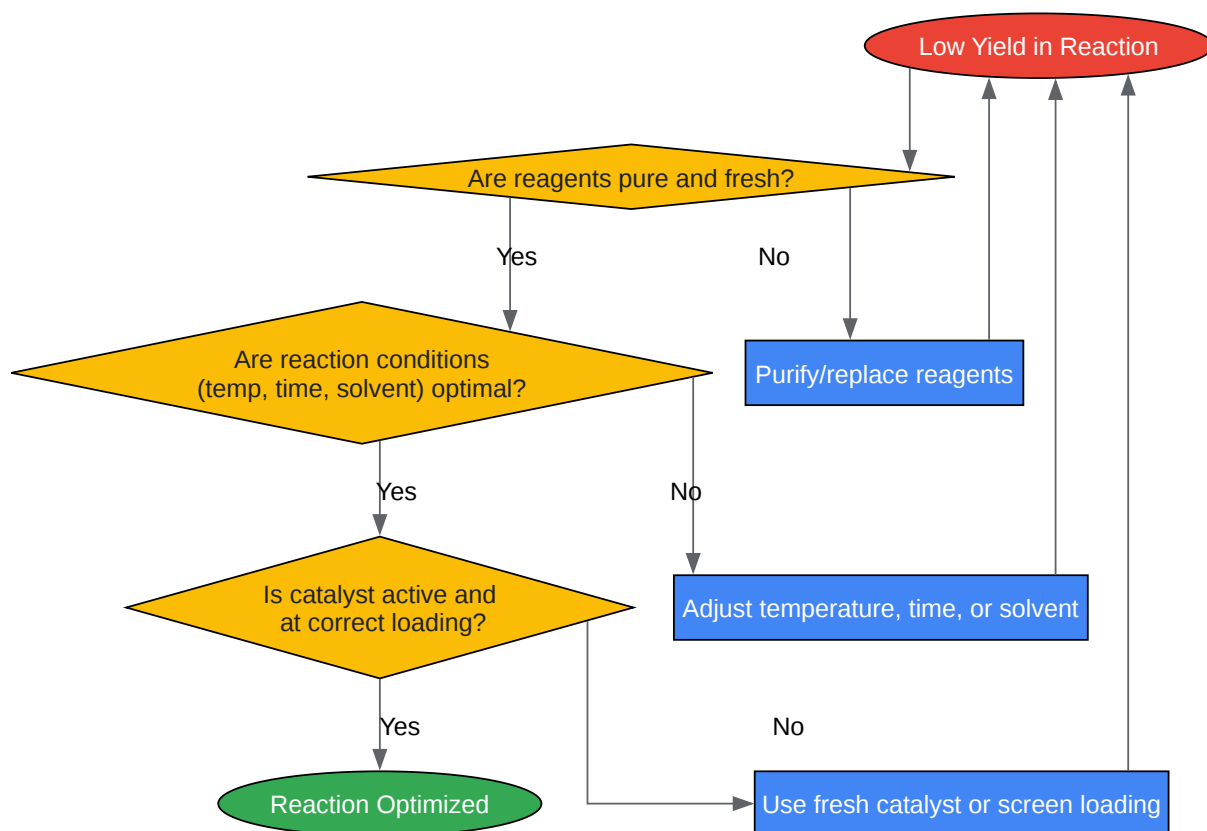 Low Yield in Reaction
Are reagents pure and fresh?
Yes
No
Are reaction conditions
(temp, time, solvent) optimal?
Purify/replace reagents
Yes
No
Is catalyst active and
at correct loading?
Adjust temperature, time, or solvent
Yes
No
Reaction Optimized
Use fresh catalyst or screen loading